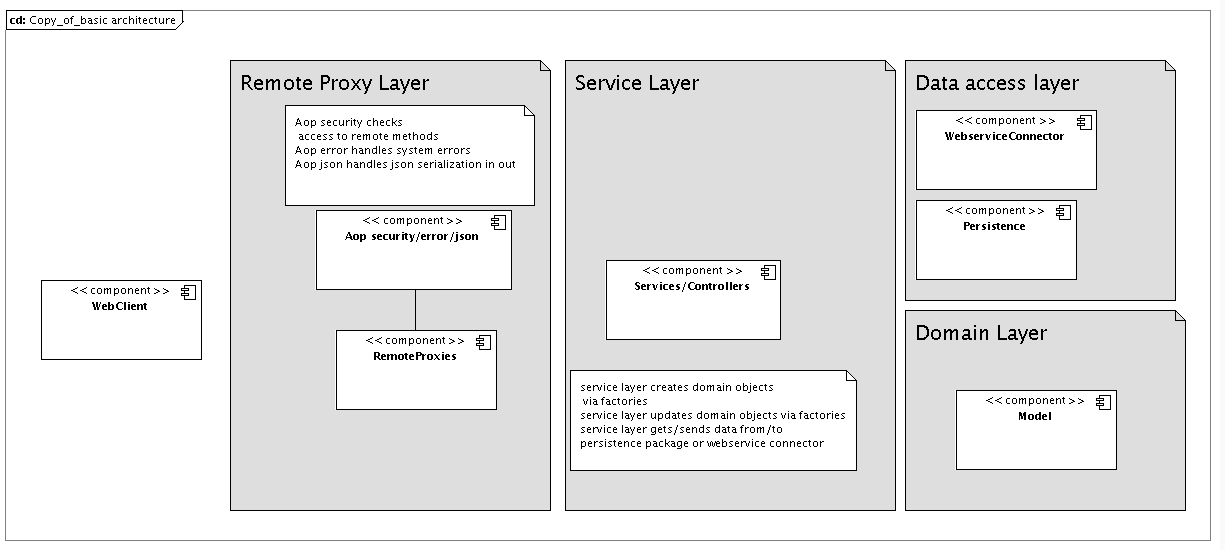 cd: Copy_of_basic architecture
Remote Proxy Layer
Aop security checks
access to remote methods
Aop error handles system errors
Aop json handles json serialization in out
<< component >>
Aop security/error/json
<< component >>
WebClient
<< component >>
RemoteProxies
Service Layer
<< component >>
Services/Controllers
service layer creates domain objects
via factories
service layer updates domain objects via factories
service layer gets/sends data from/to
persistence package or webservice connector
Data access layer
<< component >>
WebserviceConnector
<< component >>
Persistence
Domain Layer
<< component >>
Model